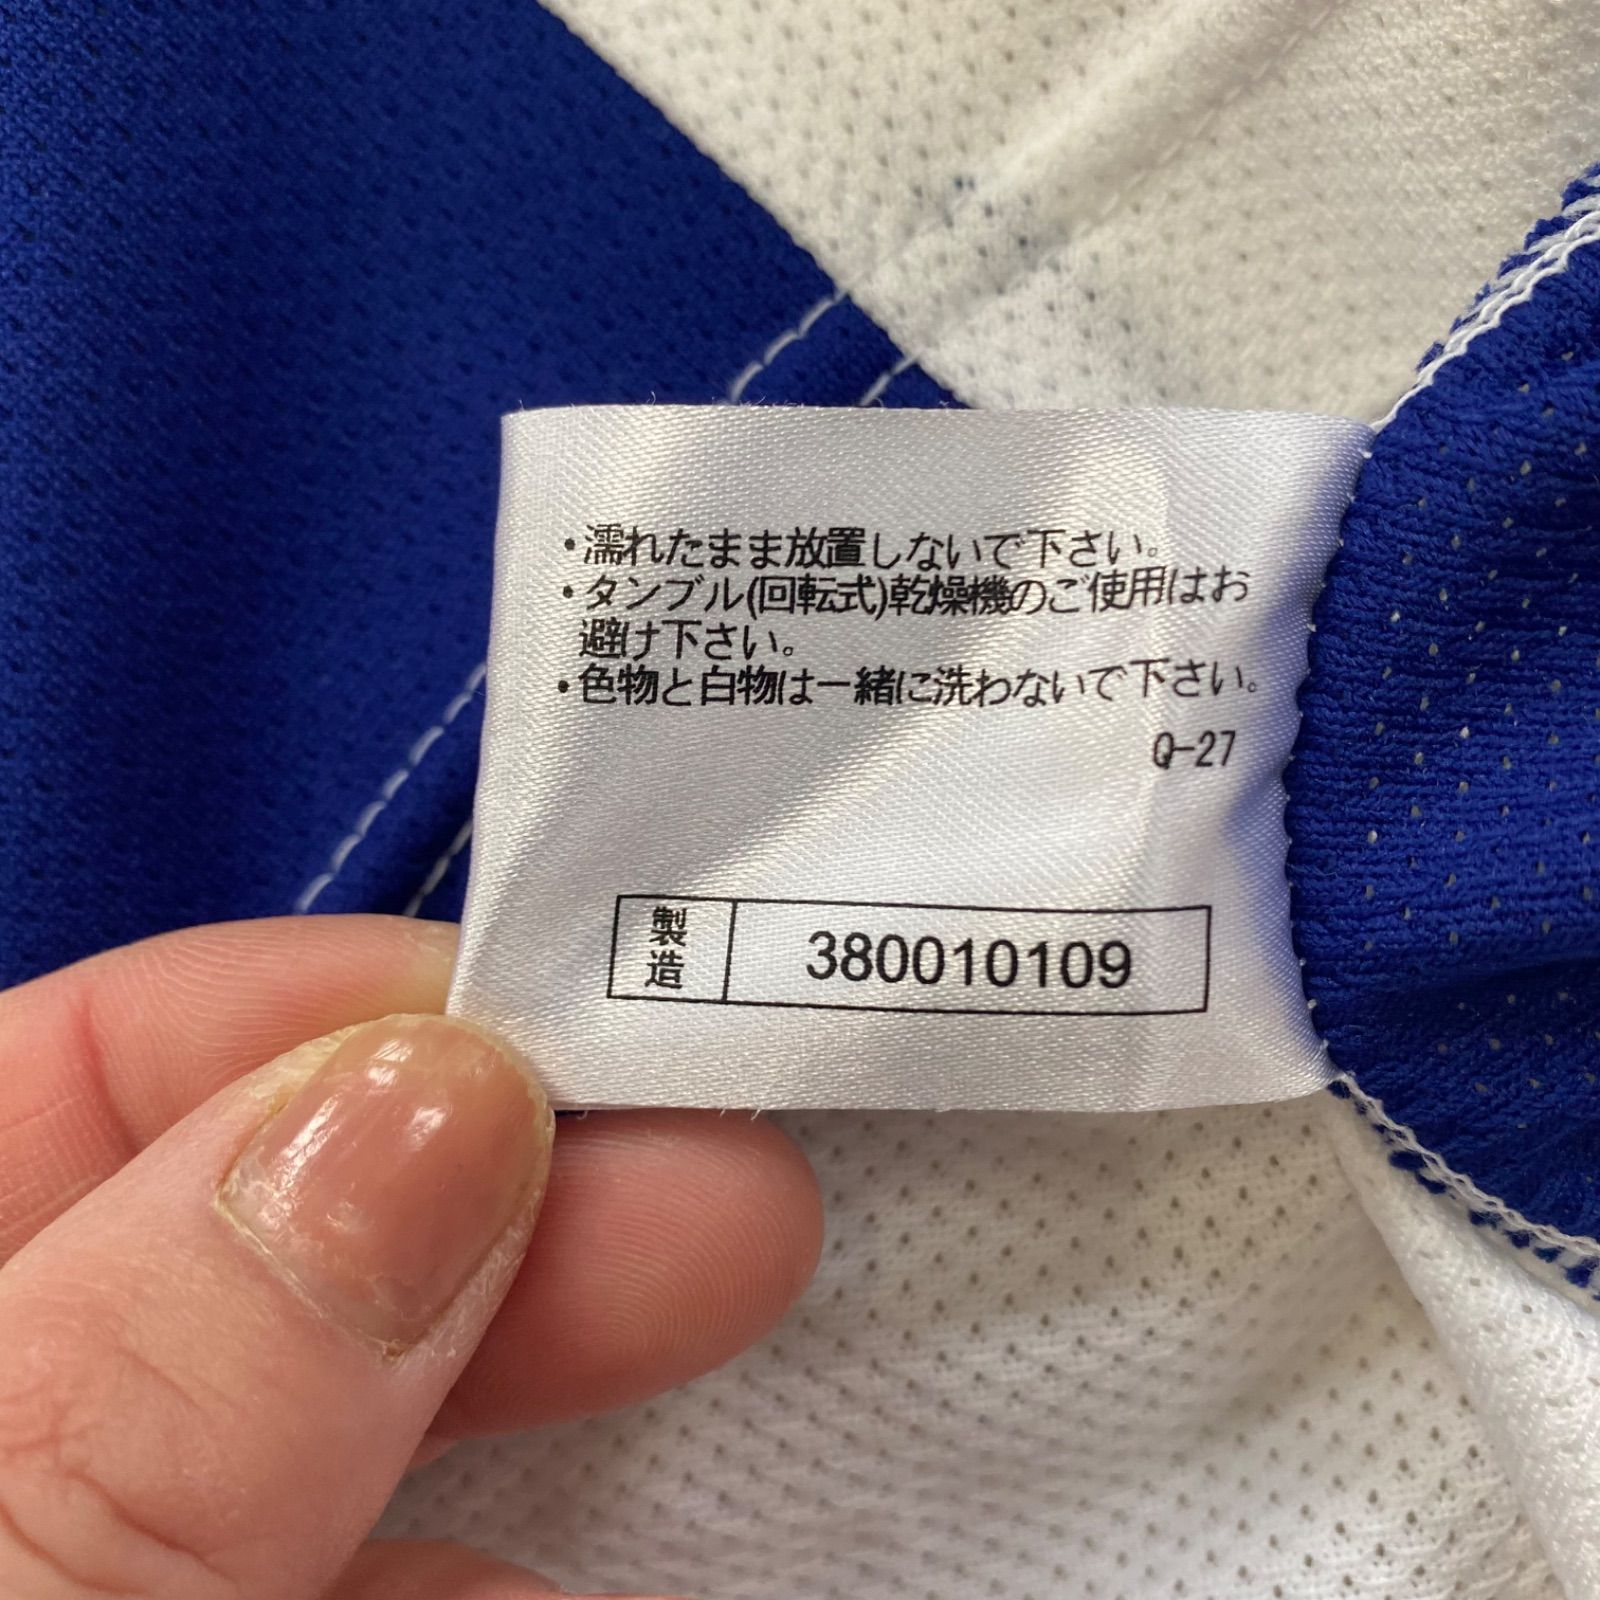 ・濡れたまま放置しないで下さい。
・タンブル(回転式)乾燥機のご使用はお
避け下さい。
・色物と白物は一緒に洗わないで下さい。
Q-27
製造 380010109